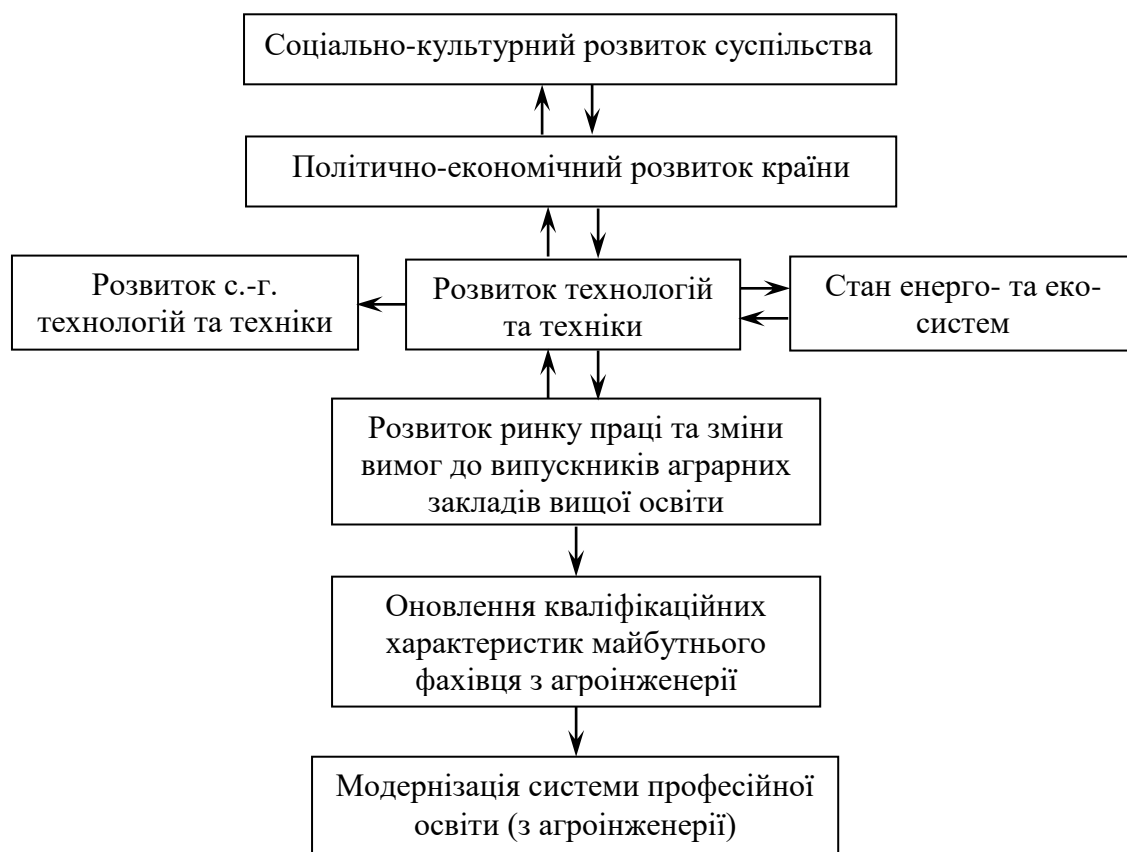 Соціально-культурний розвиток суспільства
Політично-економічний розвиток країни
Розвиток с.-г.
технологій та техніки
Розвиток технологій
та техніки
Стан енерго- та еко-
систем
Розвиток ринку праці та зміни
вимог до випускників аграрних
закладів вищої освіти
Оновлення кваліфікаційних
характеристик майбутнього
фахівця з агроінженерії
Модернізація системи професійної
освіти (з агроінженерії)